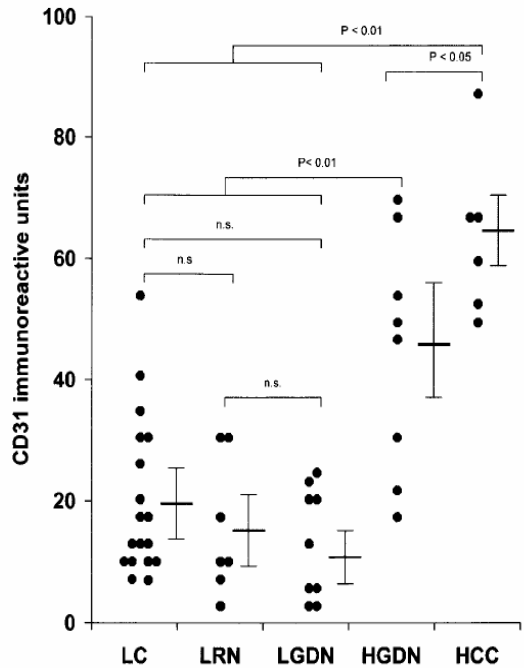 100
P < 0.01
P < 0.05
80
P< 0.01
n.s.
60
n.s
40
n.s.
20
0
CD31 immunoreactive units
LC LRN LGDN HGDN HCC